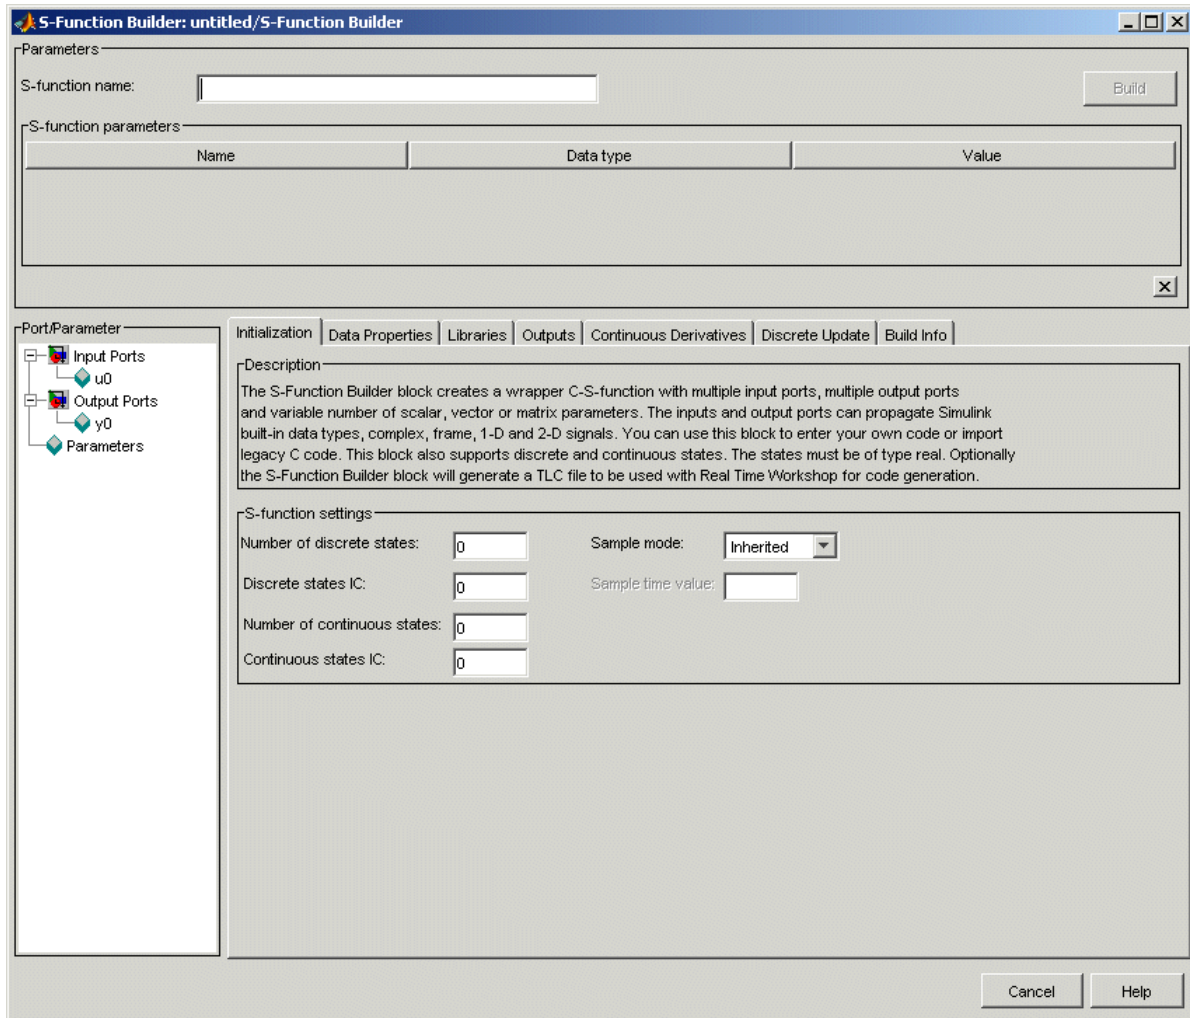 S-Function Builder: untitled/S-Function Builder
Parameters
S-function name:
Build
S-function parameters
Name Data type Value
Port/Parameter
Input Ports
u0
Output Ports
y0
Parameters
Initialization Data Properties Libraries Outputs Continuous Derivatives Discrete Update Build Info
Description
The S-Function Builder block creates a wrapper C-S-function with multiple input ports, multiple output ports
and variable number of scalar, vector or matrix parameters. The inputs and output ports can propagate Simulink
built-in data types, complex, frame, 1-D and 2-D signals. You can use this block to enter your own code or import
legacy C code. This block also supports discrete and continuous states. The states must be of type real. Optionally
the S-Function Builder block will generate a TLC file to be used with Real Time Workshop for code generation.
S-function settings
Number of discrete states: 0 Sample mode: Inherited
Discrete states IC: 0 Sample time value:
Number of continuous states: 0
Continuous states IC: 0
Cancel Help